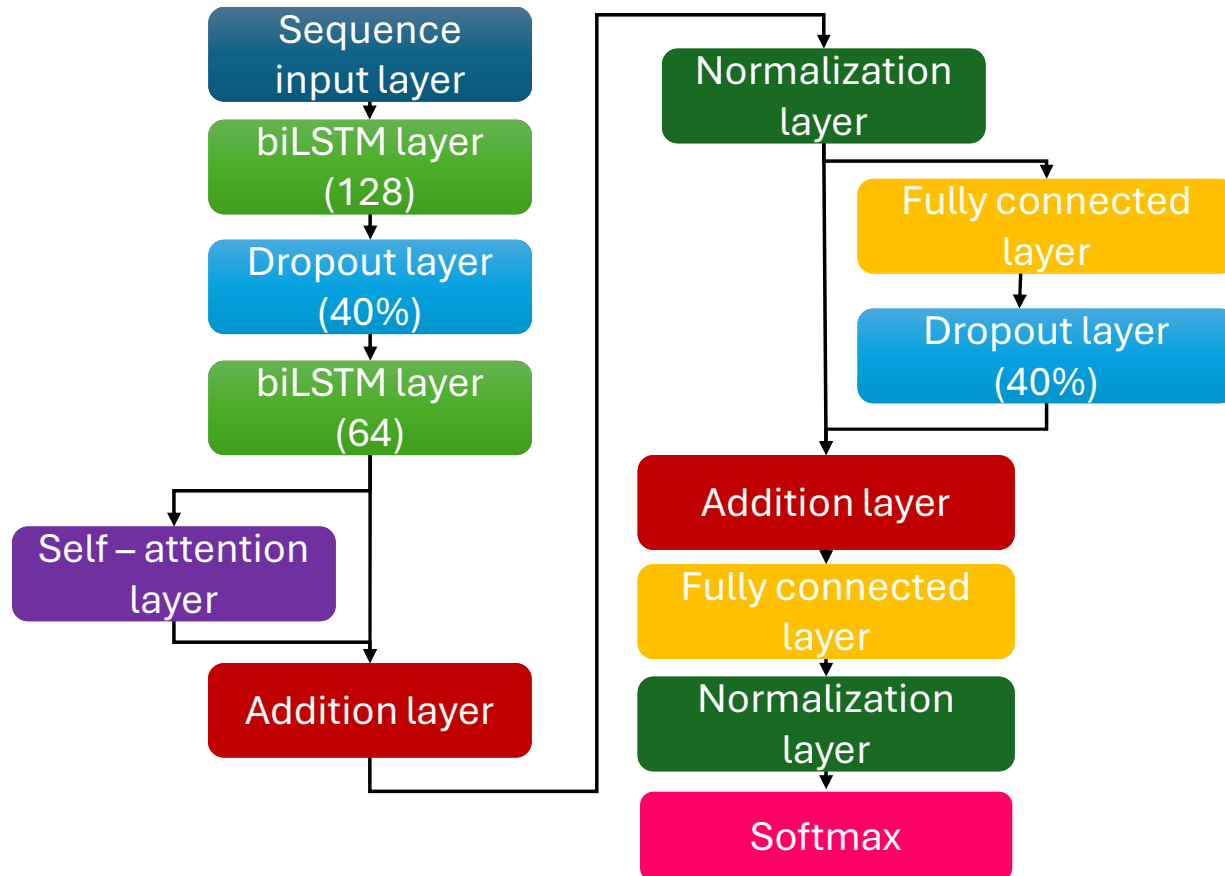 Sequence
input layer
biLSTM layer
(128)
Dropout layer
(40%)
biLSTM layer
(64)
Self – attention
layer
Addition layer
Normalization
layer
Fully connected
layer
Dropout layer
(40%)
Addition layer
Fully connected
layer
Normalization
layer
Softmax